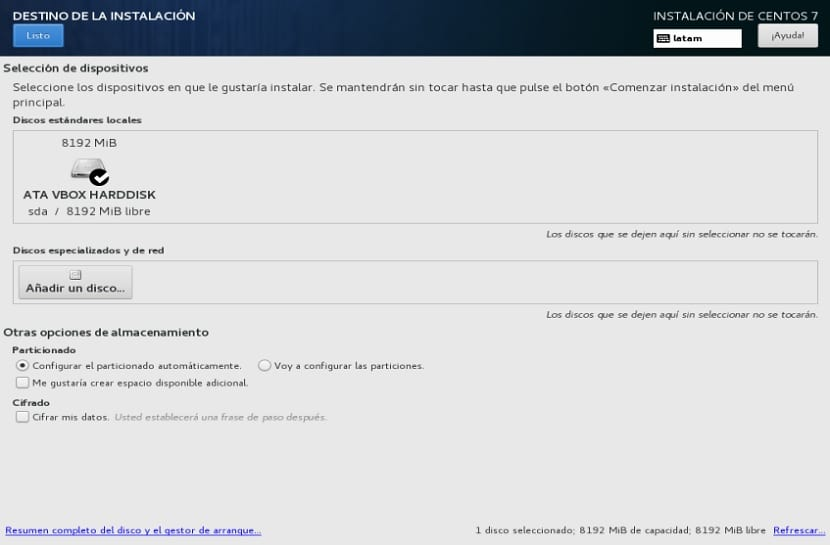 DESTINO DE LA INSTALACIÓN
INSTALACIÓN DE CENTOS 7
Listo
latam
¡Ayuda!
Selección de dispositivos
Seleccione los dispositivos en que le gustaría instalar. Se mantendrán sin tocar hasta que pulse el botón «Comenzar instalación» del menú
principal.
Discos estándares locales
8192 MiB
ATA VBOX HARDDISK
sda / 8192 MiB libre
Los discos que se dejen aquí sin seleccionar no se tocarán.
Discos especializados y de red
Añadir un disco...
Los discos que se dejen aquí sin seleccionar no se tocarán.
Otras opciones de almacenamiento
Particionado
Configurar el particionado automáticamente. Voy a configurar las particiones.
Me gustaría crear espacio disponible adicional.
Cifrado
Cifrar mis datos. Usted establecerá una frase de paso después.
Resumen completo del disco y el gestor de arranque... 1 disco seleccionado; 8192 MiB de capacidad; 8192 MiB libre Refrescar...